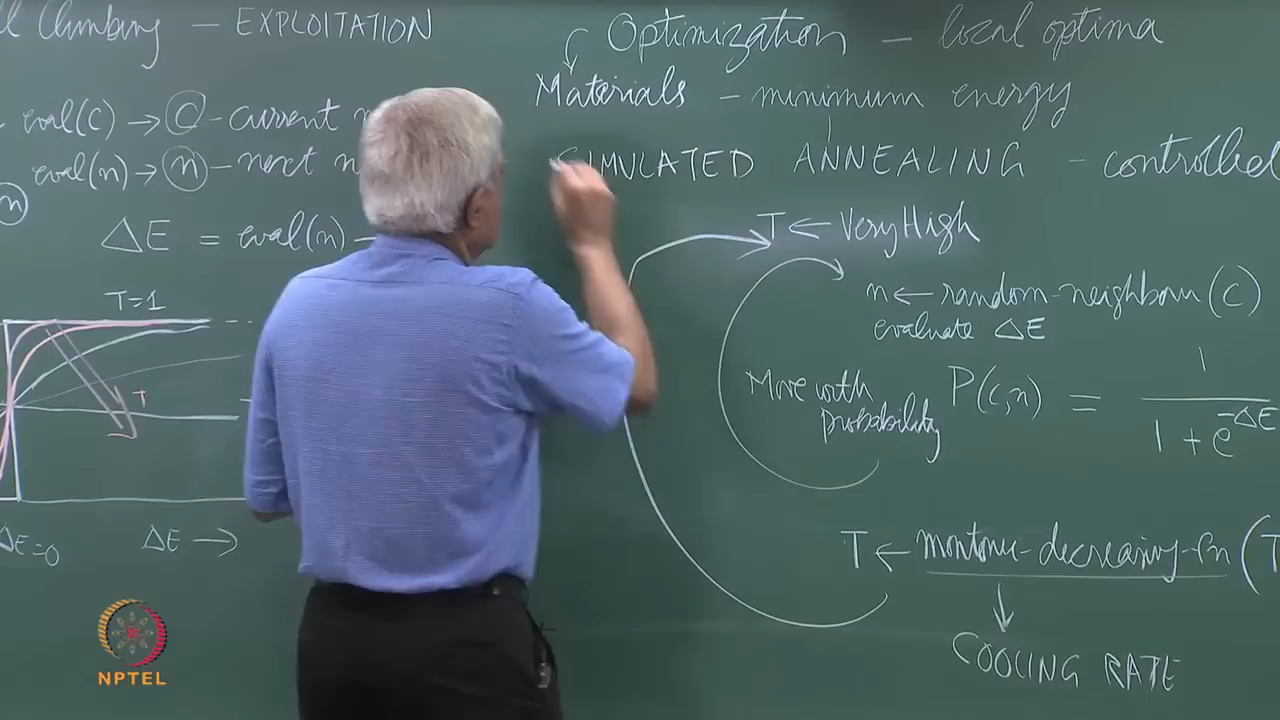 Climbing — EXPLOITATION
eval(c) → Ⓒ - current
eval(n) → ⓝ - next
ⓝ
ΔE = eval(n) -
T=1
T
ΔE=0 ΔE →
Optimization — local optima
Materials - minimum energy
SIMULATED ANNEALING - controlled
T ← Very High
n ← random-neighbour (c)
evaluate ΔE
Move with probability P(c,n) = 1 / 1 + e^-ΔE
T ← montonic-decreasing-fn (T
COOLING RATE
NPTEL